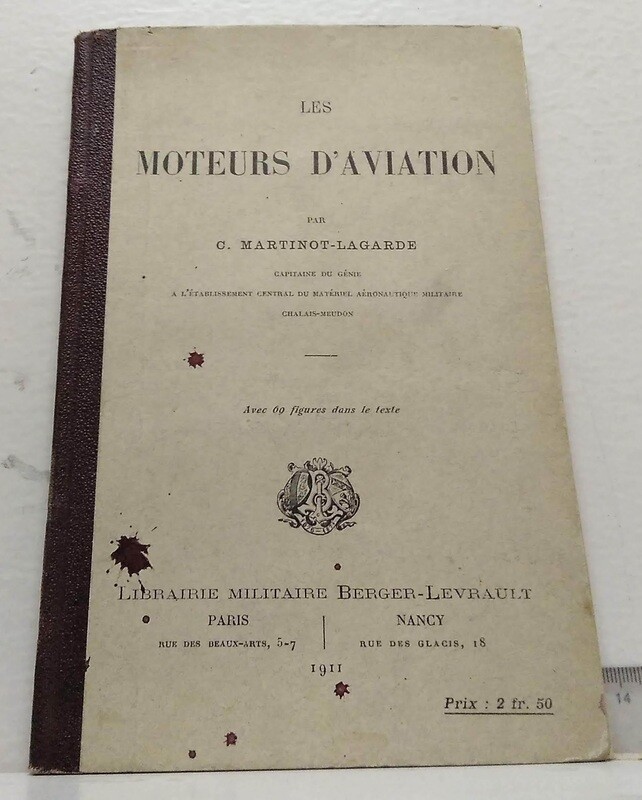 LES
MOTEURS D'AVIATION
PAR
C. MARTINOT-LAGARDE
CAPITAINE DU GÉNIE
A L'ÉTABLISSEMENT CENTRAL DU MATÉRIEL AÉRONAUTIQUE MILITAIRE
CHALAIS-MEUDON
Avec 69 figures dans le texte
LIBRAIRIE MILITAIRE BERGER-LEVRAULT
PARIS
RUE DES BEAUX-ARTS, 5-7
NANCY
RUE DES GLACIS, 18
1911
Prix : 2 fr. 50
14